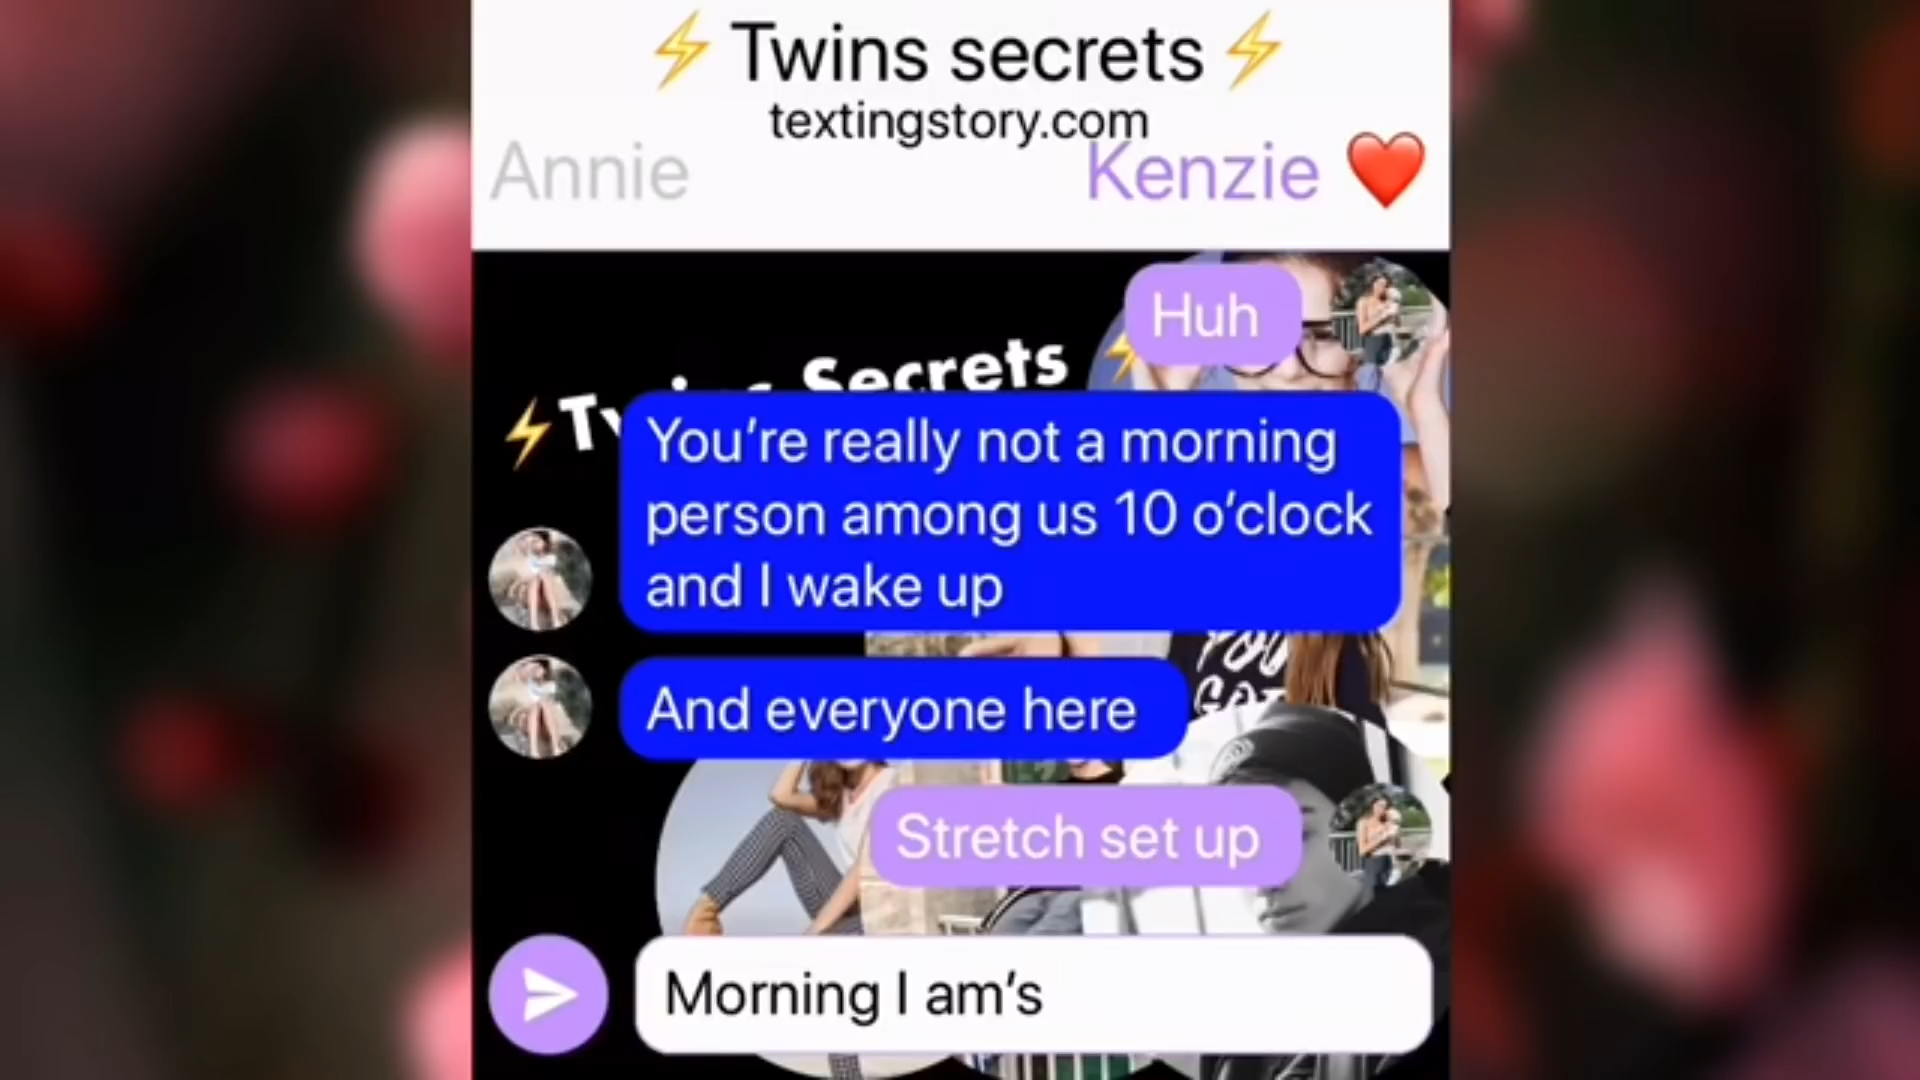 ⚡ Twins secrets ⚡
textingstory.com
Annie
Kenzie ❤️
Huh
Secrets ⚡
You're really not a morning
person among us 10 o'clock
and I wake up
And everyone here
Stretch set up
Morning I am's